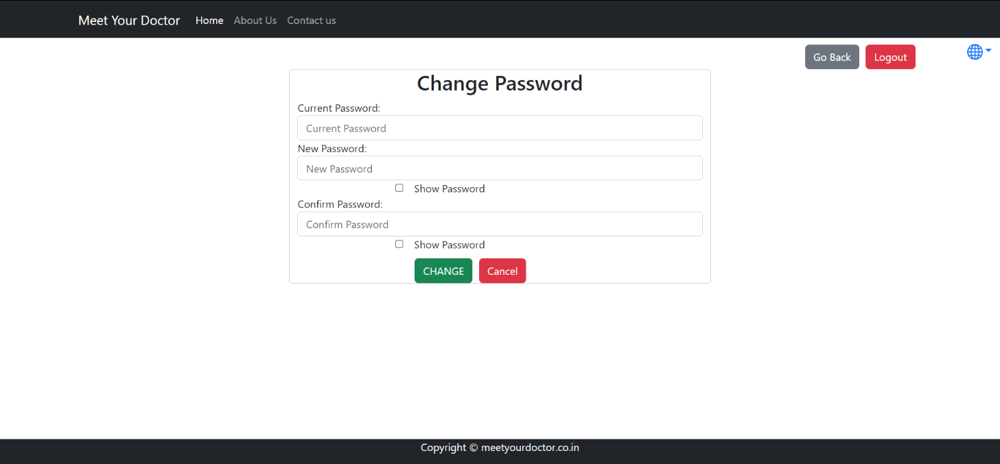 Meet Your Doctor Home About Us Contact us
Go Back Logout
Change Password
Current Password:
Current Password
New Password:
New Password
Show Password
Confirm Password:
Confirm Password
Show Password
CHANGE Cancel
Copyright © meetyourdoctor.co.in